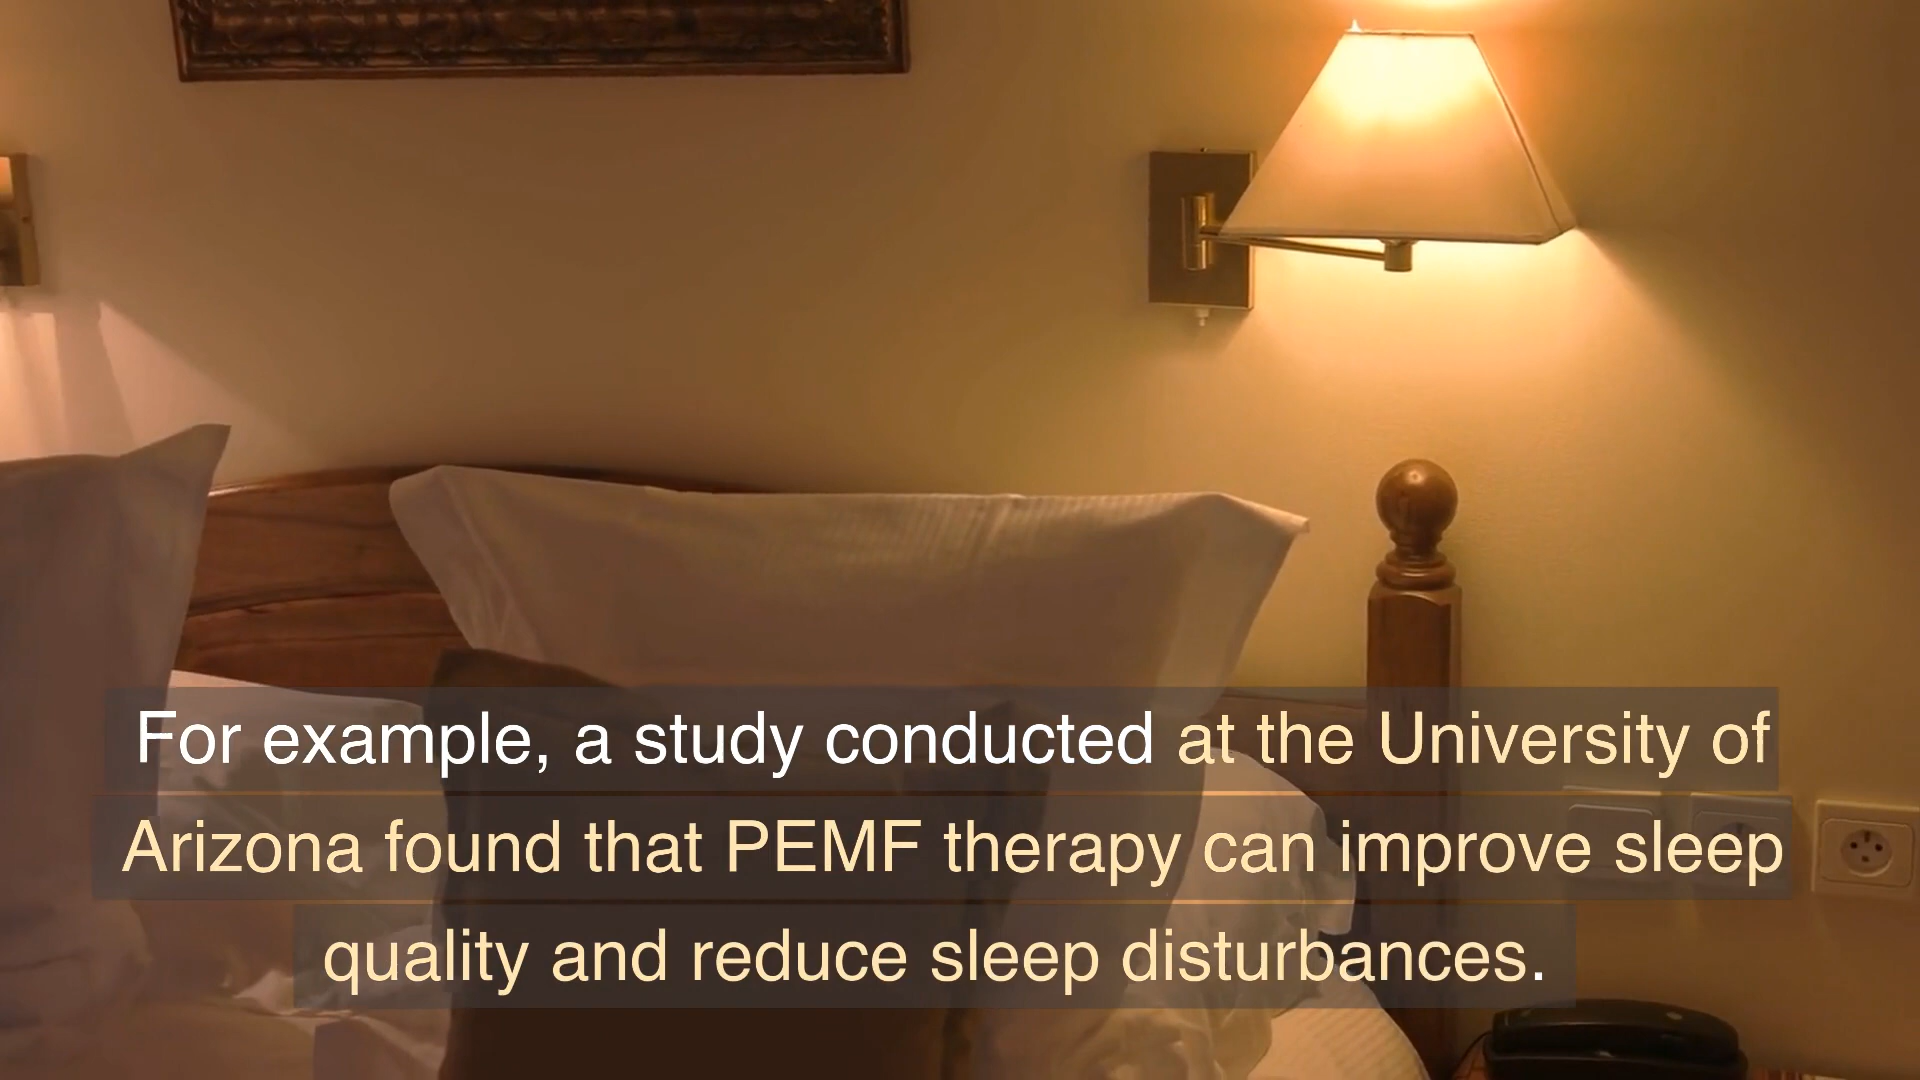 For example, a study conducted at the University of
Arizona found that PEMF therapy can improve sleep
quality and reduce sleep disturbances.